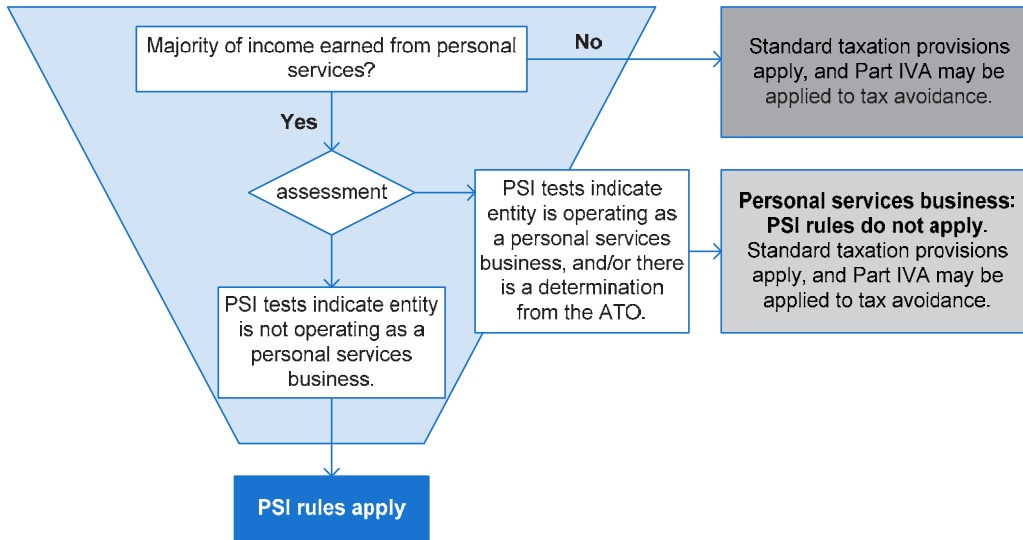 Majority of income earned from personal
services?
No
Standard taxation provisions
apply, and Part IVA may be
applied to tax avoidance.
Yes
assessment
PSI tests indicate
entity is operating as
a personal services
business, and/or there
is a determination
from the ATO.
Personal services business:
PSI rules do not apply.
Standard taxation provisions
apply, and Part IVA may be
applied to tax avoidance.
PSI tests indicate entity
is not operating as a
personal services
business.
PSI rules apply